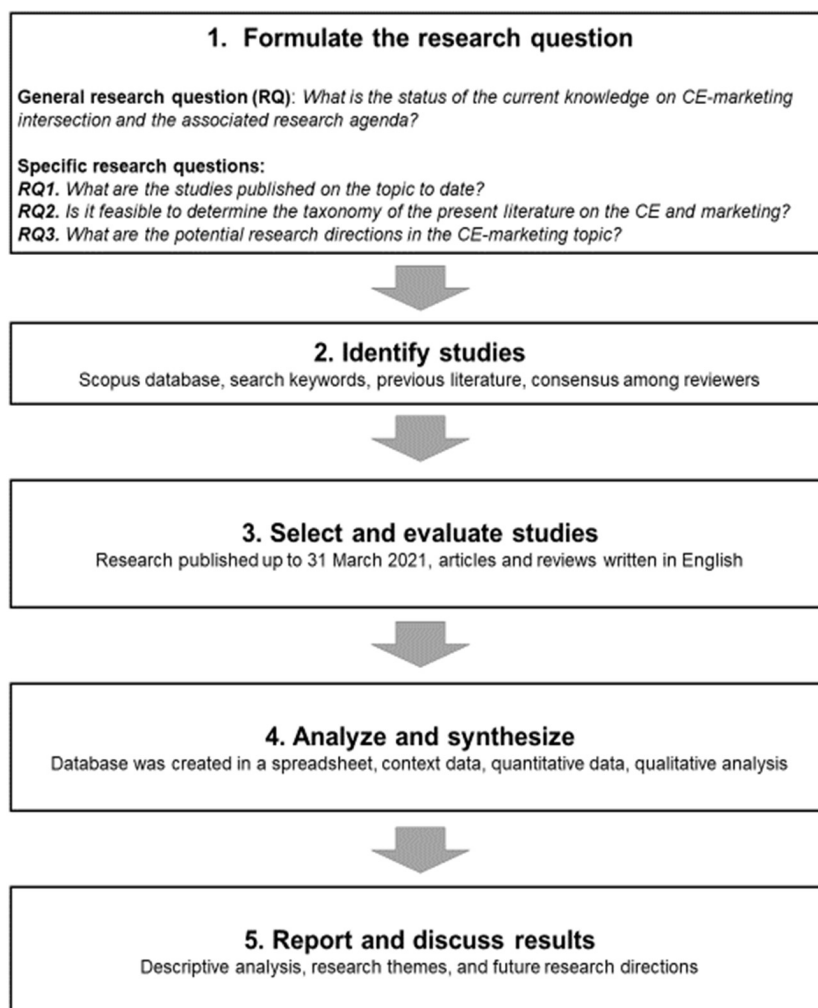 1. Formulate the research question
General research question (RQ): What is the status of the current knowledge on CE-marketing
intersection and the associated research agenda?
Specific research questions:
RQ1. What are the studies published on the topic to date?
RQ2. Is it feasible to determine the taxonomy of the present literature on the CE and marketing?
RQ3. What are the potential research directions in the CE-marketing topic?
2. Identify studies
Scopus database, search keywords, previous literature, consensus among reviewers
3. Select and evaluate studies
Research published up to 31 March 2021, articles and reviews written in English
4. Analyze and synthesize
Database was created in a spreadsheet, context data, quantitative data, qualitative analysis
5. Report and discuss results
Descriptive analysis, research themes, and future research directions